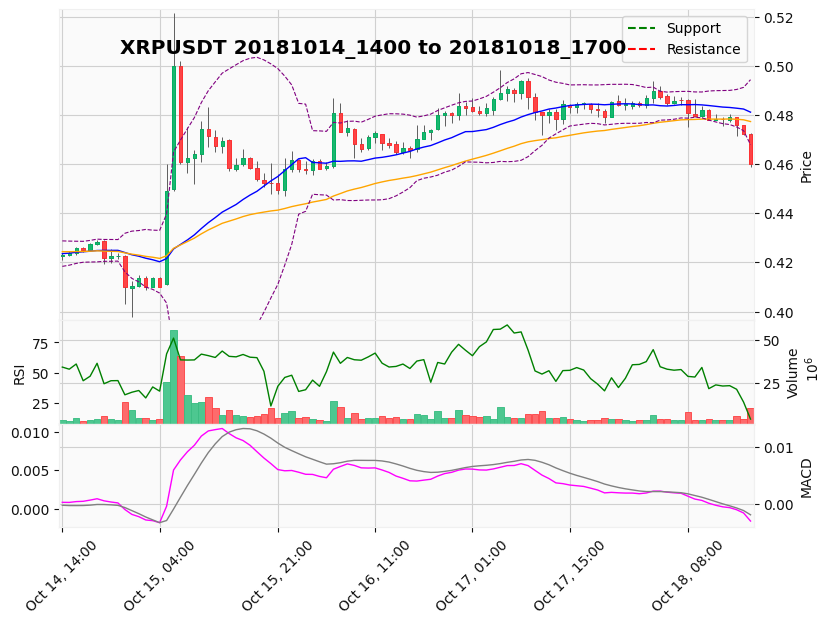 XRPUSDT 20181014_1400 to 20181018_1700
Support
Resistance
0.52
0.50
0.48
0.46
0.44
0.42
0.40
Price
75
50
25
RSI
50
25
Volume
10^6
0.010
0.005
0.000
0.01
0.00
MACD
Oct 14, 14:00
Oct 15, 04:00
Oct 15, 21:00
Oct 16, 11:00
Oct 17, 01:00
Oct 17, 15:00
Oct 18, 08:00